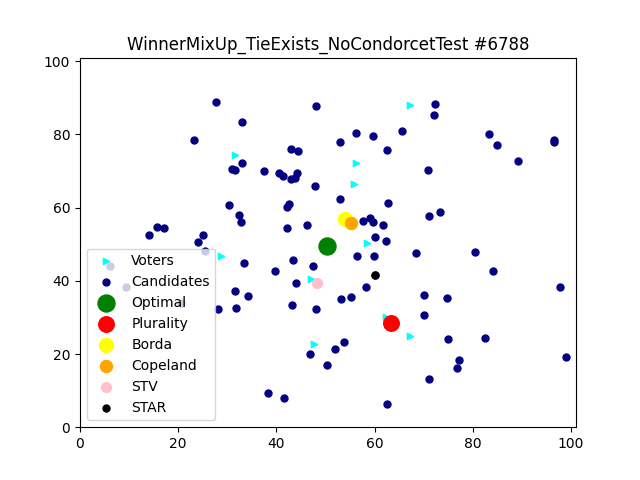 WinnerMixUp_TieExists_NoCondorcetTest #6788
100
80
60
40
20
0
Voters
Candidates
Optimal
Plurality
Borda
Copeland
STV
STAR
0 20 40 60 80 100